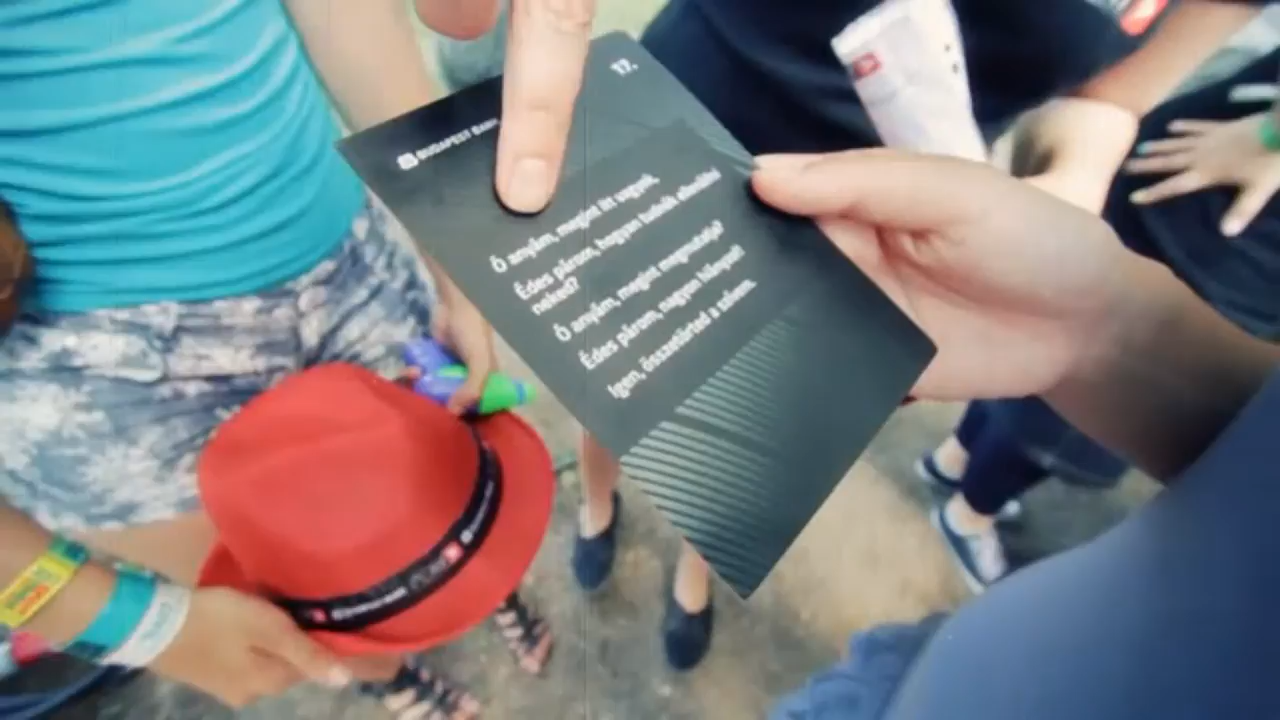 17.
BUDAPEST BANK
Ó anyám, megint itt vagyok,
Édes párom, hogyan tudnék ellenállni
neked?
Ó anyám, megint megmutatja?
Édes párom, nagyon hiányzol!
Igen, összetörted a szívem.